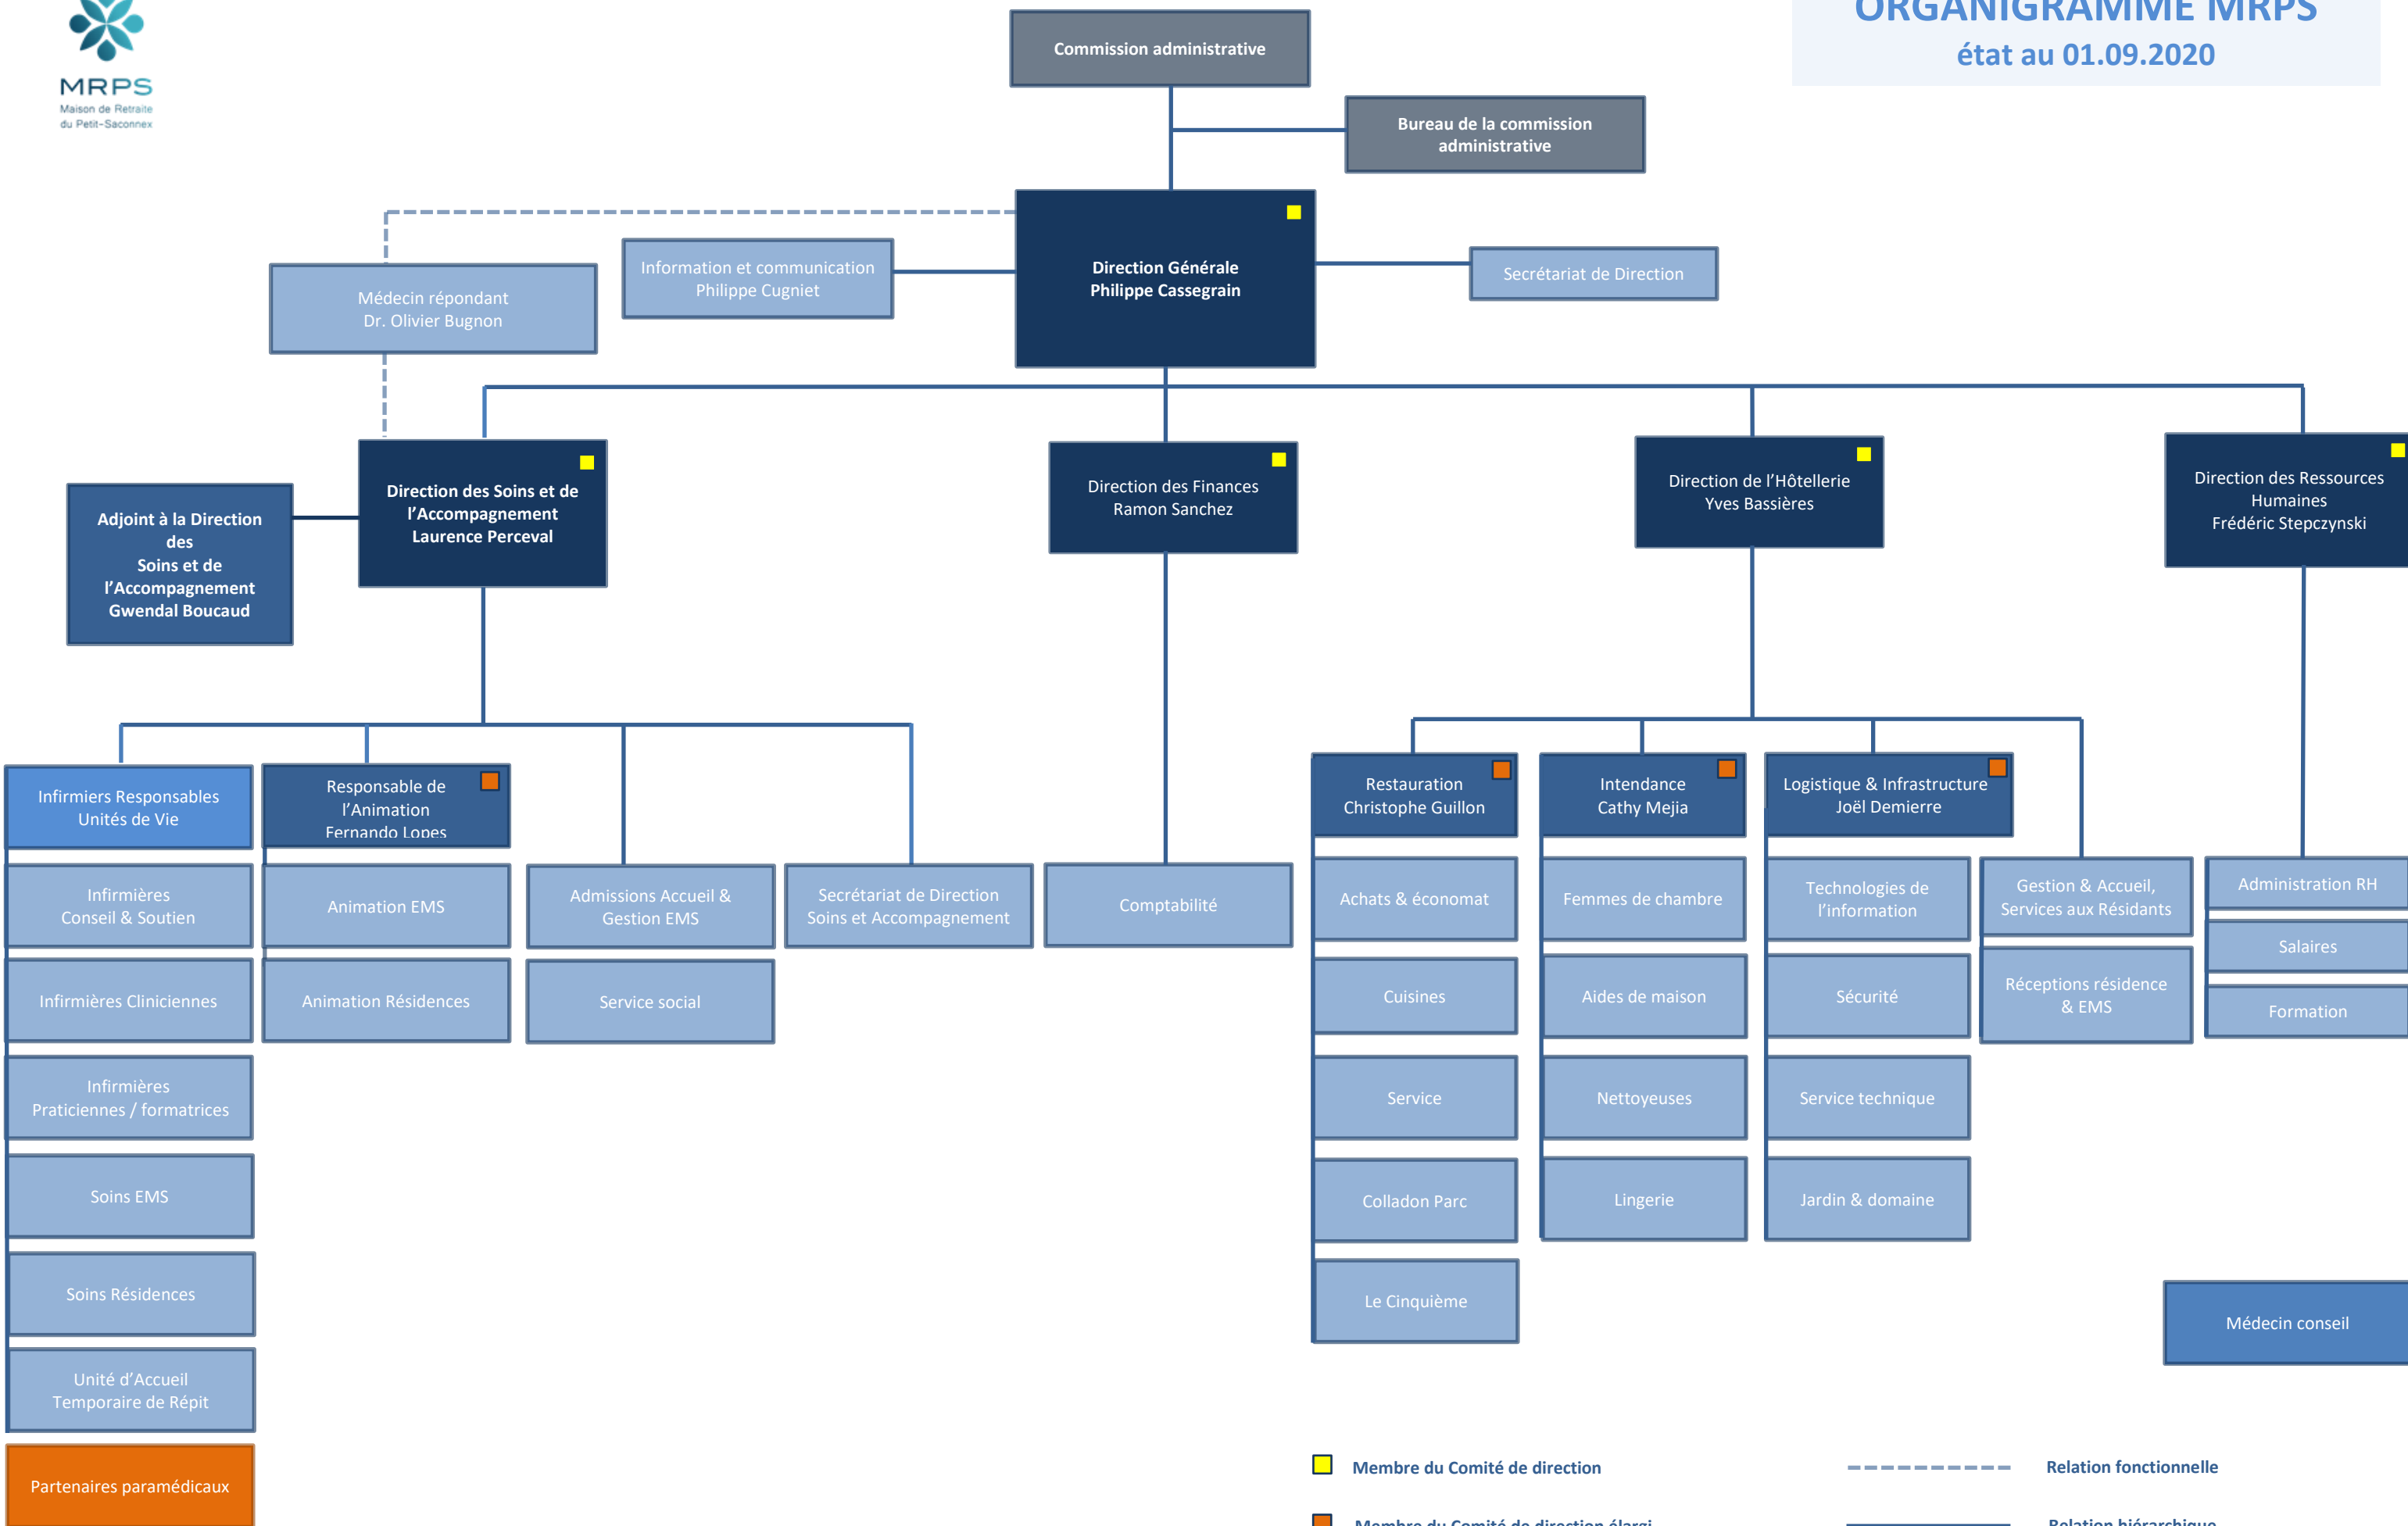 ORGANIGRAMME MRPS
état au 01.09.2020
MRPS
Maison de Retraite
du Petit-Saconnex
Commission administrative
Bureau de la commission
administrative
Direction Générale
Philippe Cassegrain
Information et communication
Philippe Cugniet
Secrétariat de Direction
Médecin répondant
Dr. Olivier Bugnon
Adjoint à la Direction
des
Soins et de
l'Accompagnement
Gwendal Boucaud
Direction des Soins et de
l'Accompagnement
Laurence Perceval
Direction des Finances
Ramon Sanchez
Direction de l'Hôtellerie
Yves Bassières
Direction des Ressources
Humaines
Frédéric Stepczynski
Infirmiers Responsables
Unités de Vie
Infirmières
Conseil & Soutien
Infirmières Cliniciennes
Infirmières
Praticiennes / formatrices
Soins EMS
Soins Résidences
Unité d'Accueil
Temporaire de Répit
Partenaires paramédicaux
Responsable de
l'Animation
Fernando Lopes
Animation EMS
Animation Résidences
Admissions Accueil &
Gestion EMS
Service social
Secrétariat de Direction
Soins et Accompagnement
Comptabilité
Restauration
Christophe Guillon
Achats & économat
Cuisines
Service
Colladon Parc
Le Cinquième
Intendance
Cathy Mejia
Femmes de chambre
Aides de maison
Nettoyeuses
Lingerie
Logistique & Infrastructure
Joël Demierre
Technologies de
l'information
Sécurité
Service technique
Jardin & domaine
Gestion & Accueil,
Services aux Résidants
Réceptions résidence
& EMS
Administration RH
Salaires
Formation
Médecin conseil
Membre du Comité de direction
Relation fonctionnelle
Membre du Comité de direction élargi
Relation hiérarchique